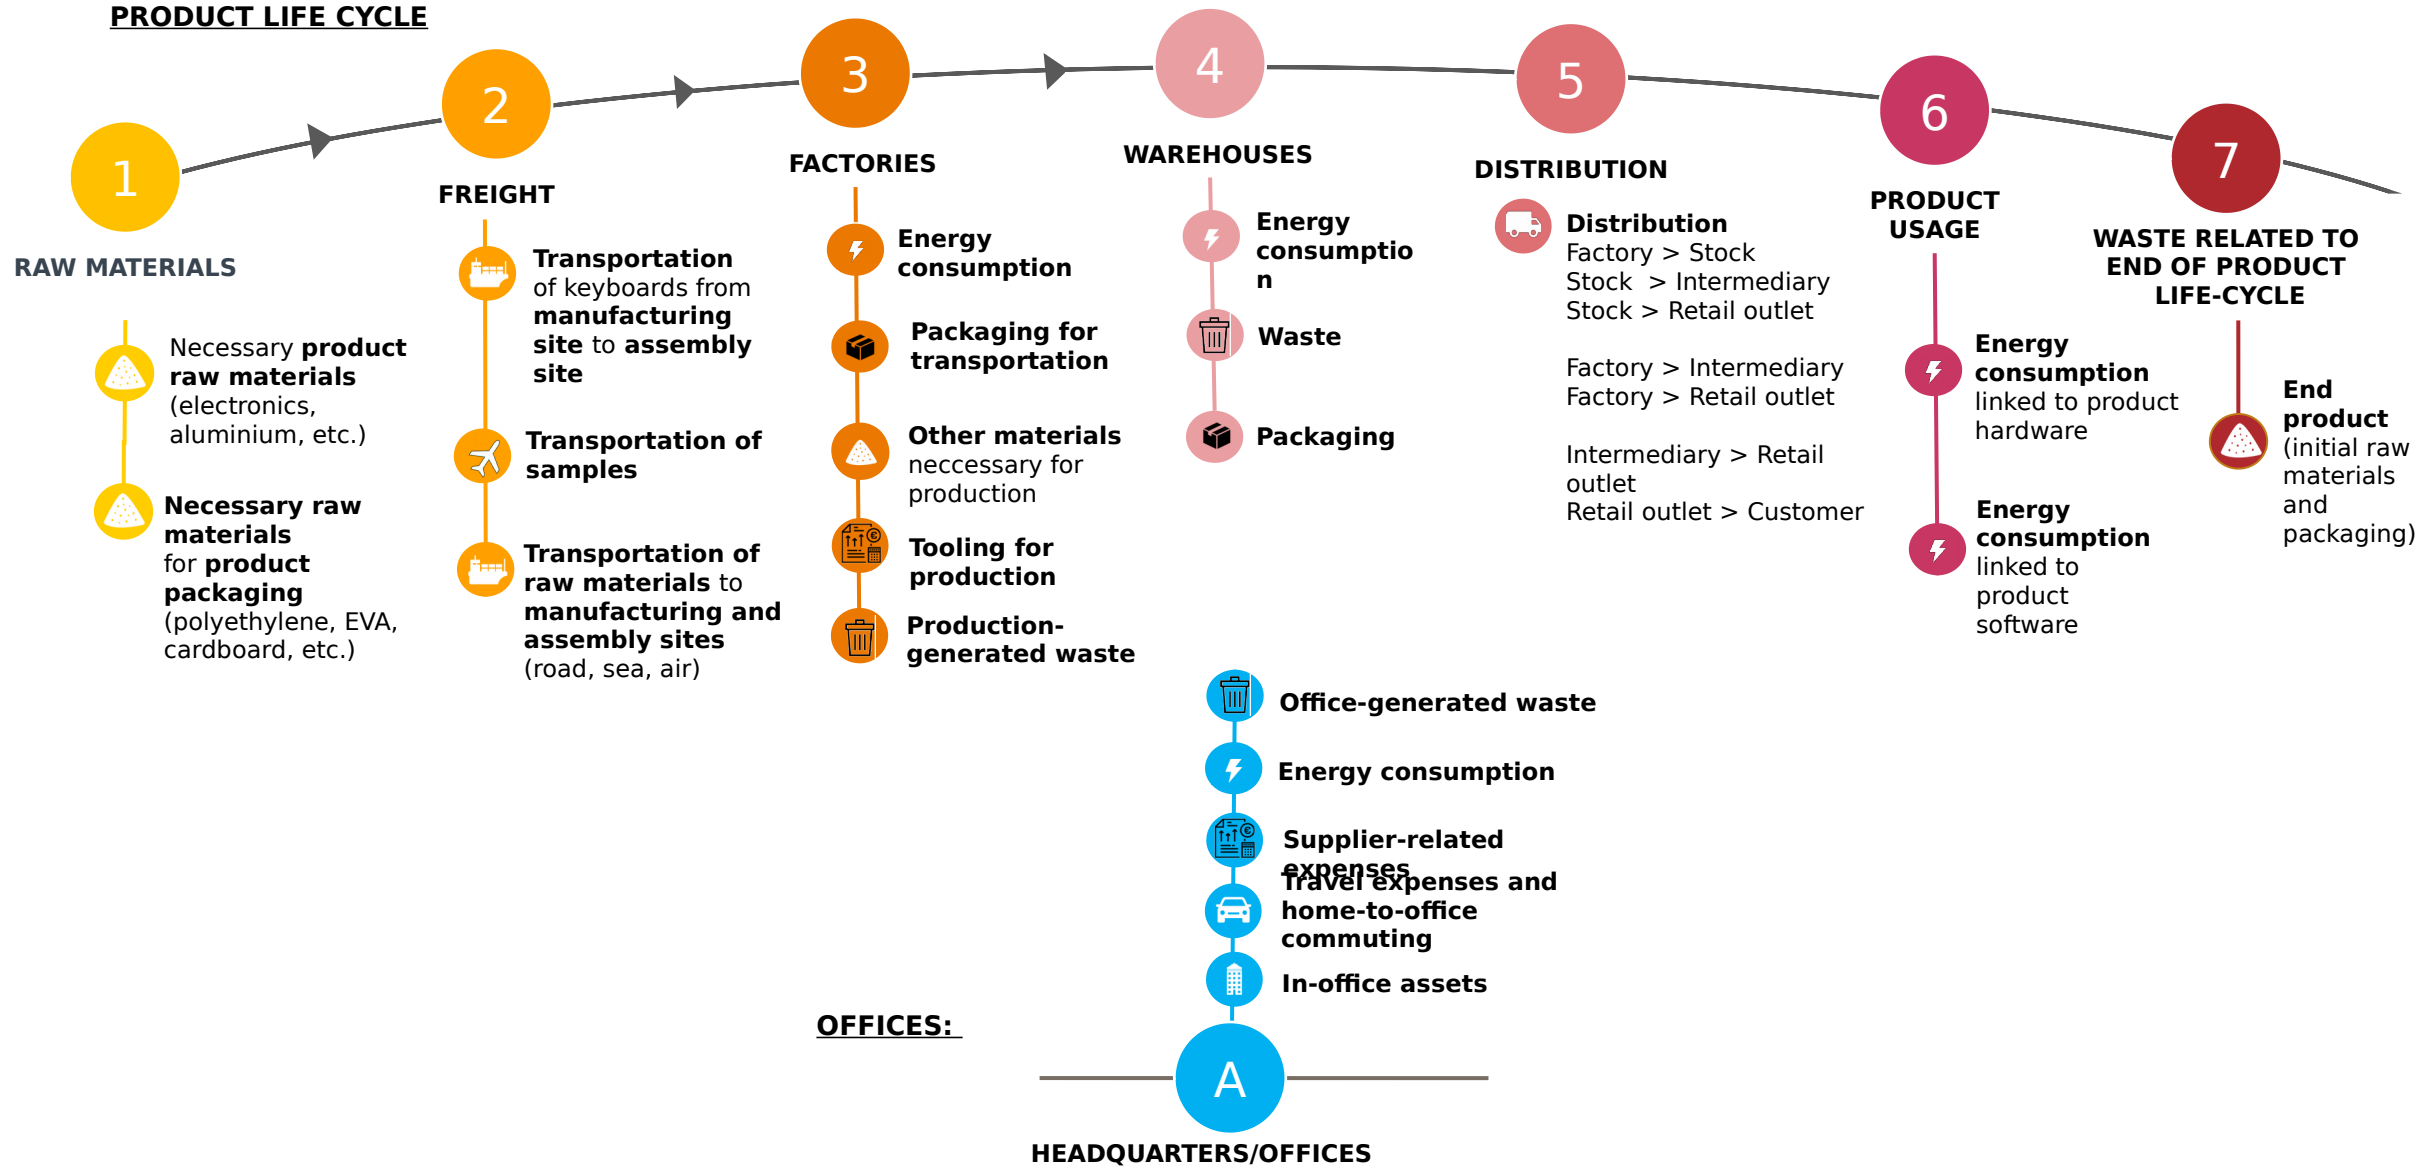 PRODUCT LIFE CYCLE
1
RAW MATERIALS
Necessary product
raw materials
(electronics,
aluminium, etc.)
Necessary raw
materials
for product
packaging
(polyethylene, EVA,
cardboard, etc.)
2
FREIGHT
Transportation
of keyboards from
manufacturing
site to assembly
site
Transportation of
samples
Transportation of
raw materials to
manufacturing and
assembly sites
(road, sea, air)
3
FACTORIES
Energy
consumption
Packaging for
transportation
Other materials
neccessary for
production
Tooling for
production
Production-
generated waste
4
WAREHOUSES
Energy
consumptio
n
Waste
Packaging
5
DISTRIBUTION
Distribution
Factory > Stock
Stock  > Intermediary
Stock > Retail outlet
Factory > Intermediary
Factory > Retail outlet
Intermediary > Retail
outlet
Retail outlet > Customer
6
PRODUCT
USAGE
Energy
consumption
linked to product
hardware
Energy
consumption
linked to
product
software
7
WASTE RELATED TO
END OF PRODUCT
LIFE-CYCLE
End
product
(initial raw
materials
and
packaging)
Office-generated waste
Energy consumption
Supplier-related
expenses
Travel expenses and
home-to-office
commuting
In-office assets
OFFICES:
A
HEADQUARTERS/OFFICES